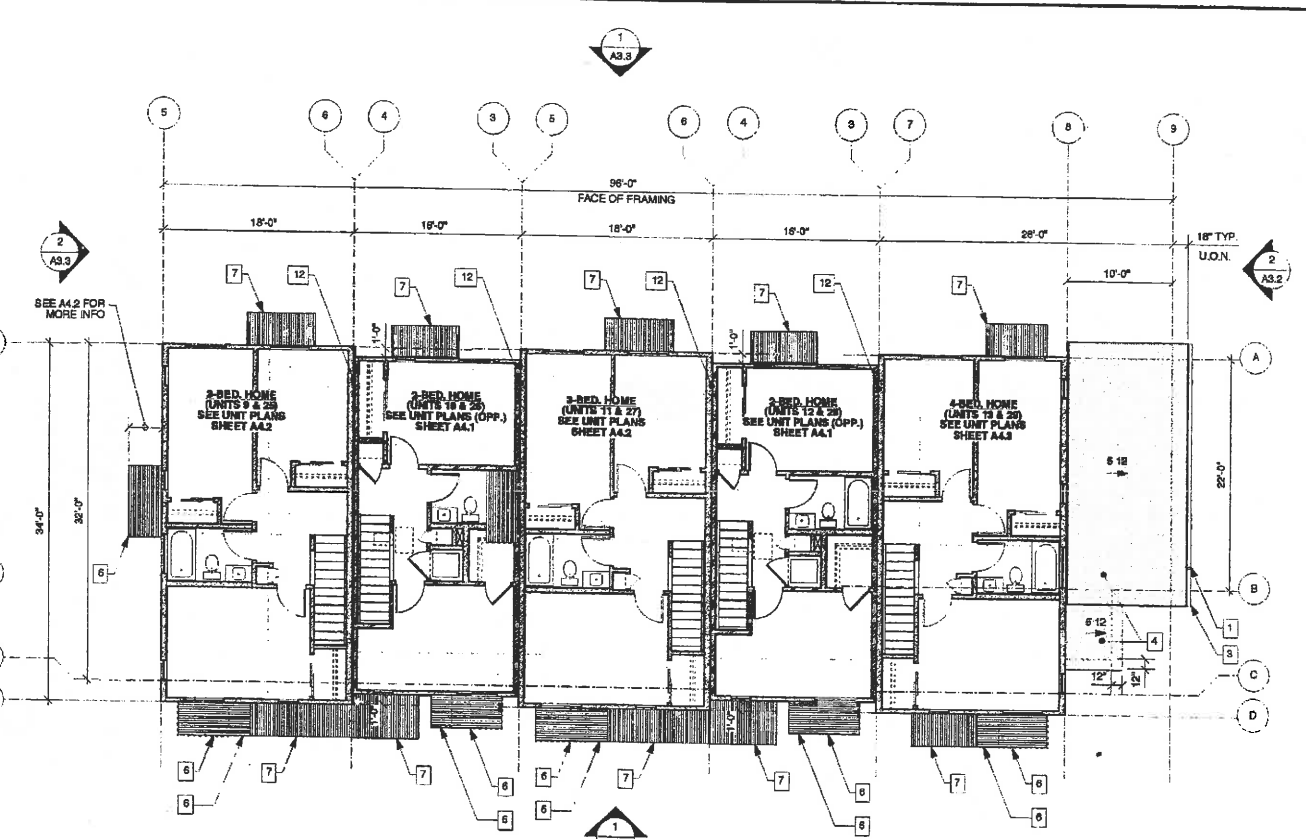 1
A3.3
5
6
4
3
5
6
4
3
7
8
9
96'-0"
FACE OF FRAMING
18'-0"
16'-0"
18'-0"
16'-0"
28'-0"
18" TYP.
U.O.N.
10'-0"
2
A3.3
2
A3.2
7
12
7
7
12
7
12
7
SEE A4.2 FOR
MORE INFO
1'-0"
1'-0"
A
3-BED. HOME
(UNITS 9 & 25)
SEE UNIT PLANS
SHEET A4.2
2-BED. HOME
(UNITS 10 & 26)
SEE UNIT PLANS (OPP.)
SHEET A4.1
3-BED. HOME
(UNITS 11 & 27)
SEE UNIT PLANS
SHEET A4.2
2-BED. HOME
(UNITS 12 & 28)
SEE UNIT PLANS (OPP.)
SHEET A4.1
4-BED. HOME
(UNITS 13 & 29)
SEE UNIT PLANS
SHEET A4.3
5 12
22'-0"
34'-0"
32'-0"
6
B
1
5 12
4
3
12"
12"
C
D
1'-0"
1'-0"
6
7
7
6
6
6
6
7
7
6
6
6
7
6
6
1